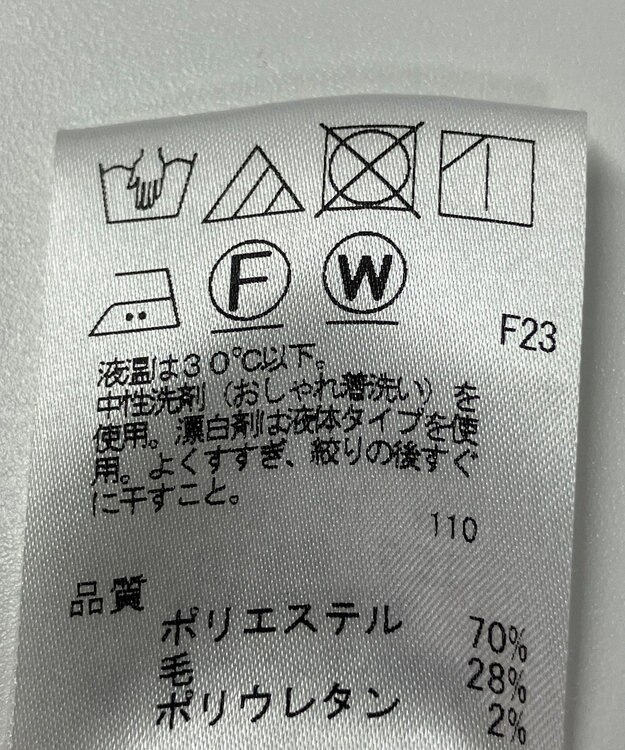 F W
F23
液温は30℃以下。
中性洗剤（おしゃれ着洗い）を
使用。漂白剤は液体タイプを使
用。よくすすぎ、絞りの後すぐ
に干すこと。
110
品質
ポリエステル 70%
毛 28%
ポリウレタン 2%